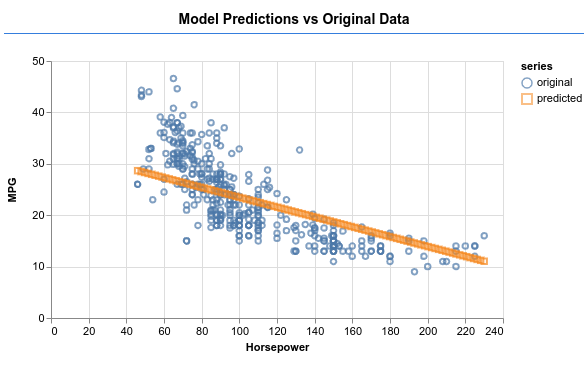 Model Predictions vs Original Data
series
original
predicted
MPG
50
40
30
20
10
0
0 20 40 60 80 100 120 140 160 180 200 220 240
Horsepower